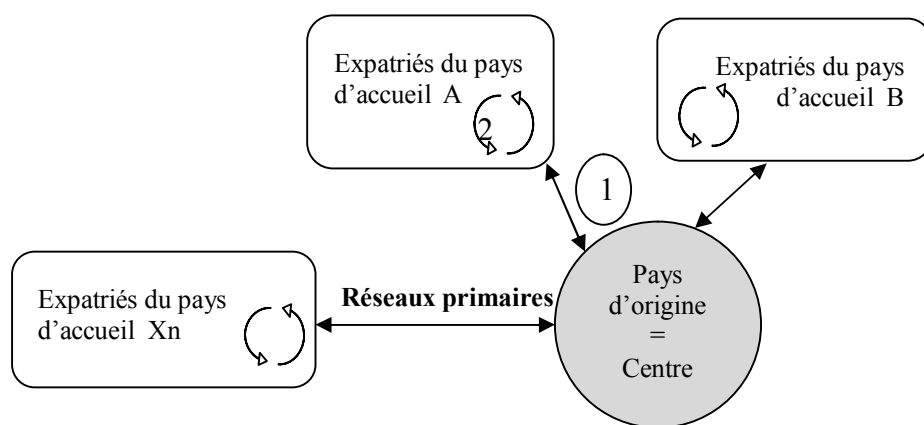 Expatriés du pays
d'accueil A
2
Expatriés du pays
d'accueil B
1
Expatriés du pays
d'accueil Xn
Réseaux primaires
Pays
d'origine
=
Centre